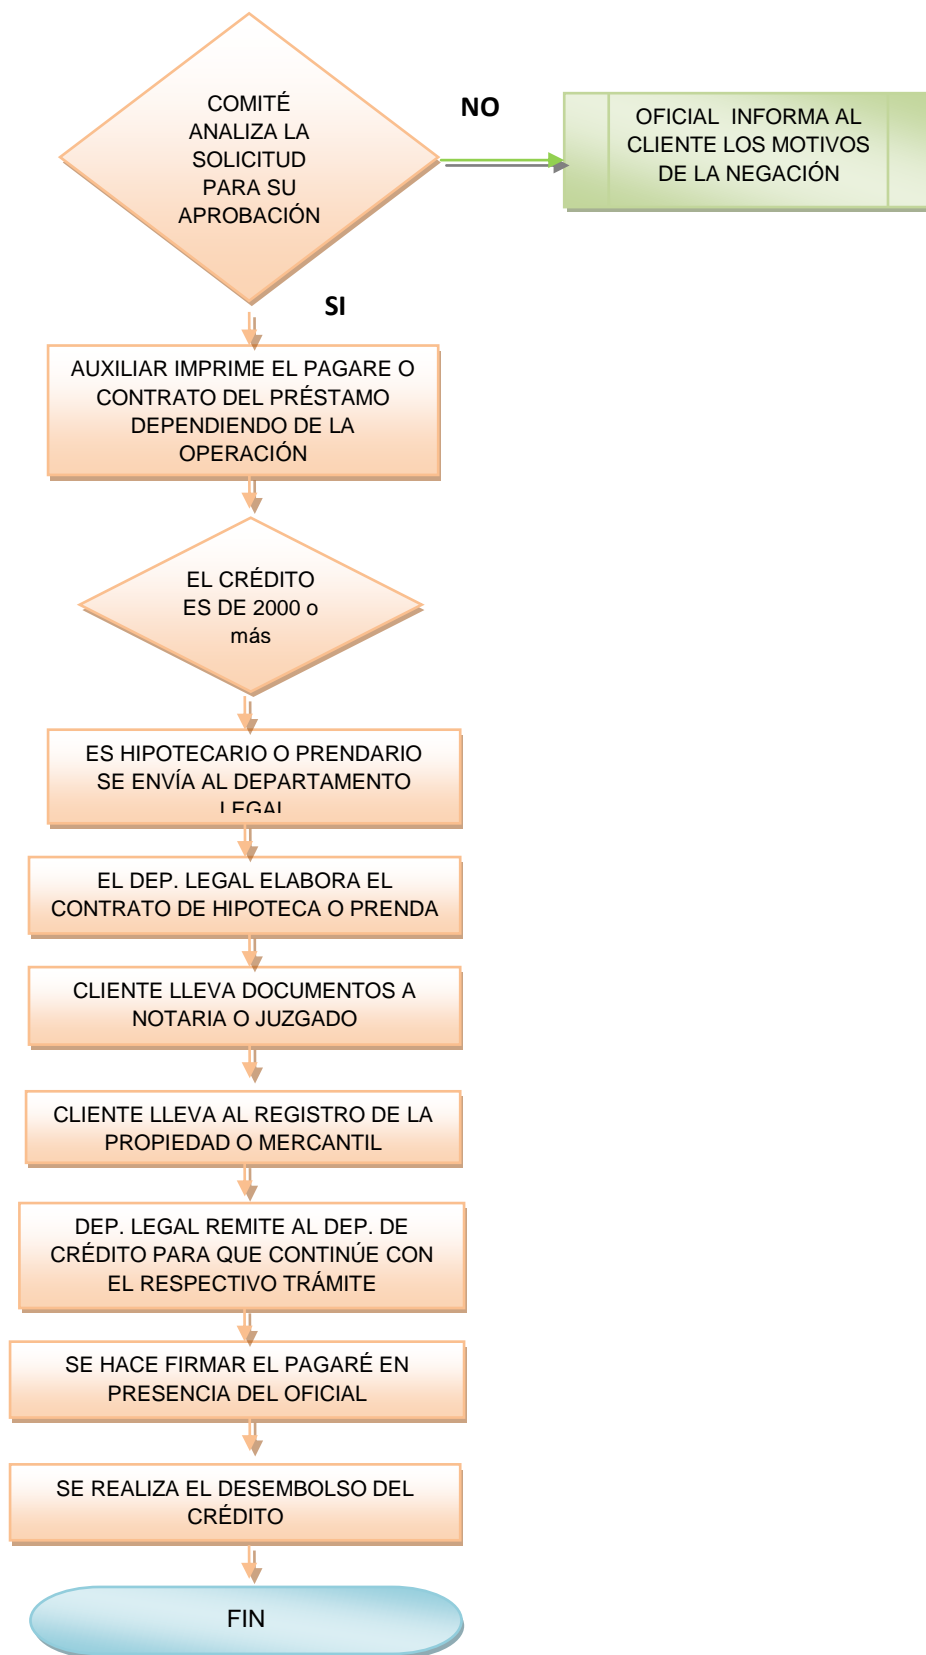 COMITÉ
ANALIZA LA
SOLICITUD
PARA SU
APROBACIÓN
NO
OFICIAL INFORMA AL
CLIENTE LOS MOTIVOS
DE LA NEGACIÓN
SI
AUXILIAR IMPRIME EL PAGARE O
CONTRATO DEL PRÉSTAMO
DEPENDIENDO DE LA
OPERACIÓN
EL CRÉDITO
ES DE 2000 o
más
ES HIPOTECARIO O PRENDARIO
SE ENVÍA AL DEPARTAMENTO
LEGAL
EL DEP. LEGAL ELABORA EL
CONTRATO DE HIPOTECA O PRENDA
CLIENTE LLEVA DOCUMENTOS A
NOTARIA O JUZGADO
CLIENTE LLEVA AL REGISTRO DE LA
PROPIEDAD O MERCANTIL
DEP. LEGAL REMITE AL DEP. DE
CRÉDITO PARA QUE CONTINÚE CON
EL RESPECTIVO TRÁMITE
SE HACE FIRMAR EL PAGARÉ EN
PRESENCIA DEL OFICIAL
SE REALIZA EL DESEMBOLSO DEL
CRÉDITO
FIN